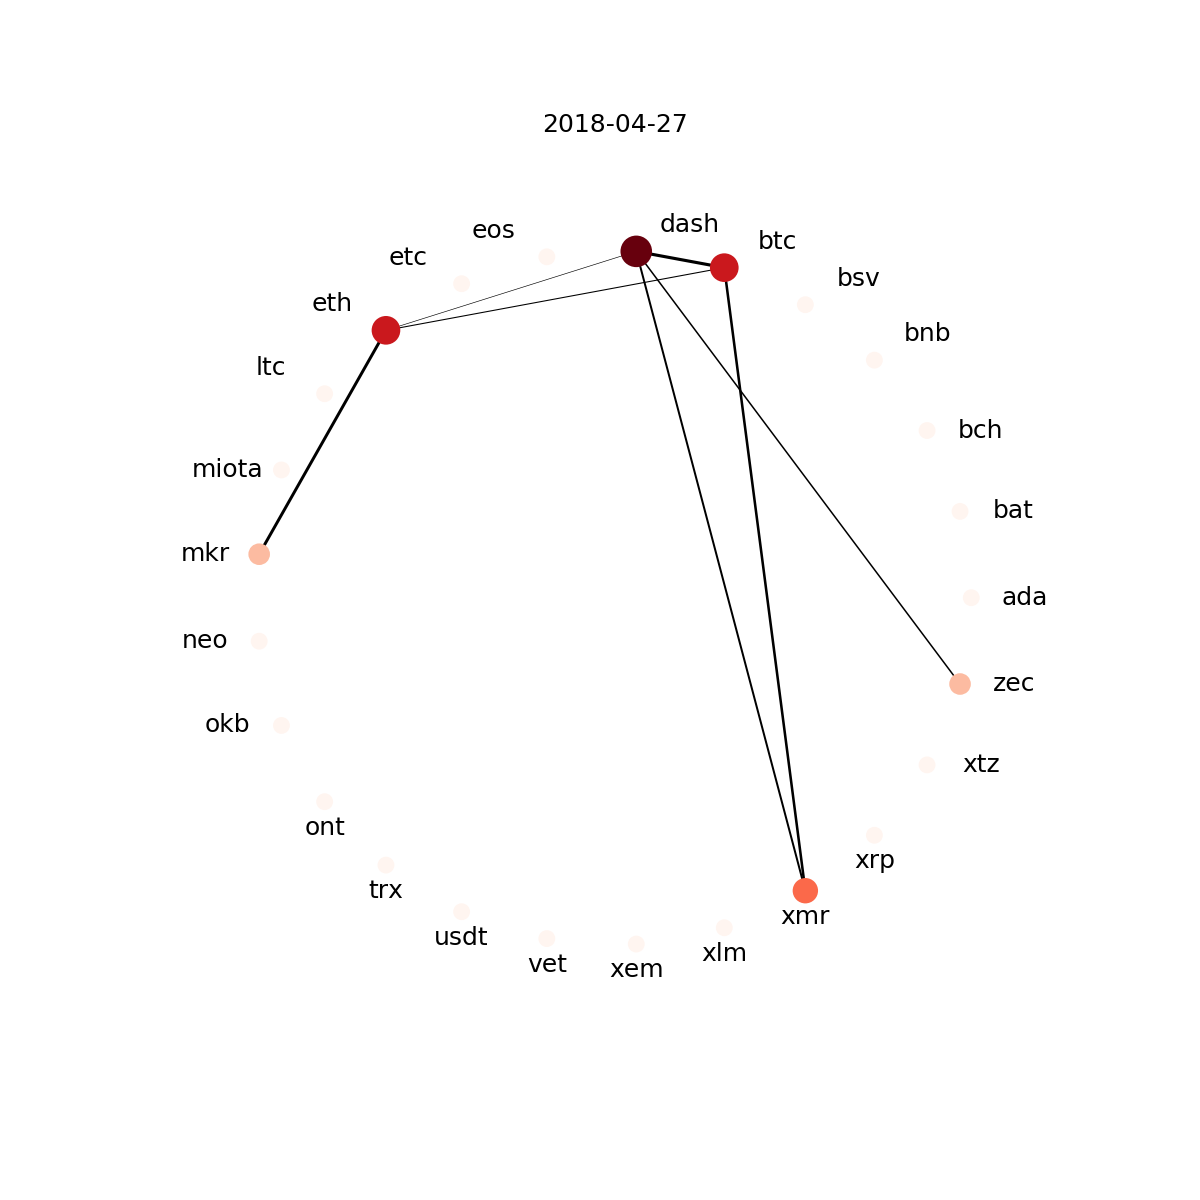 2018-04-27
dash
eos
btc
etc
bsv
eth
bnb
ltc
bch
miota
bat
mkr
ada
neo
zec
okb
xtz
ont
xrp
trx
xmr
usdt
xlm
vet
xem